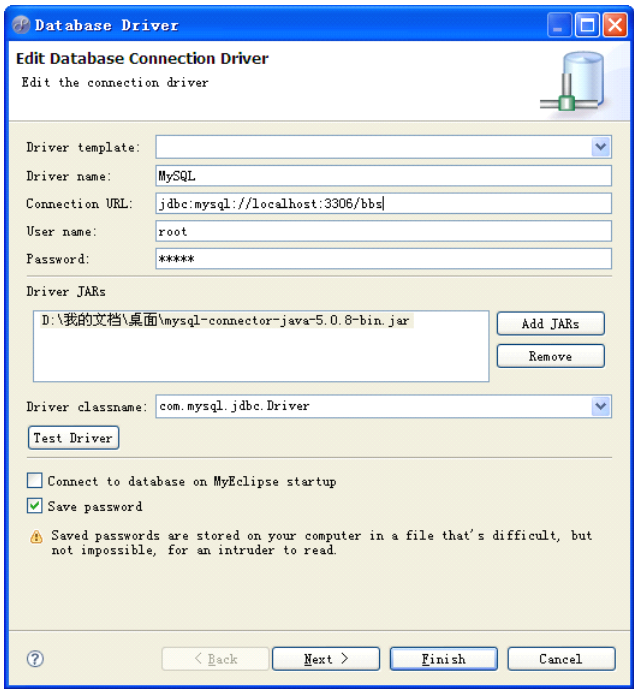 Database Driver
Edit Database Connection Driver
Edit the connection driver
Driver template:
Driver name: MySQL
Connection URL: jdbc:mysql://localhost:3306/bbs
User name: root
Password: *****
Driver JARs
D:\我的文档\桌面\mysql-connector-java-5.0.8-bin.jar
Add JARs
Remove
Driver classname: com.mysql.jdbc.Driver
Test Driver
Connect to database on MyEclipse startup
Save password
Saved passwords are stored on your computer in a file that's difficult, but
not impossible, for an intruder to read.
? < Back Next > Finish Cancel